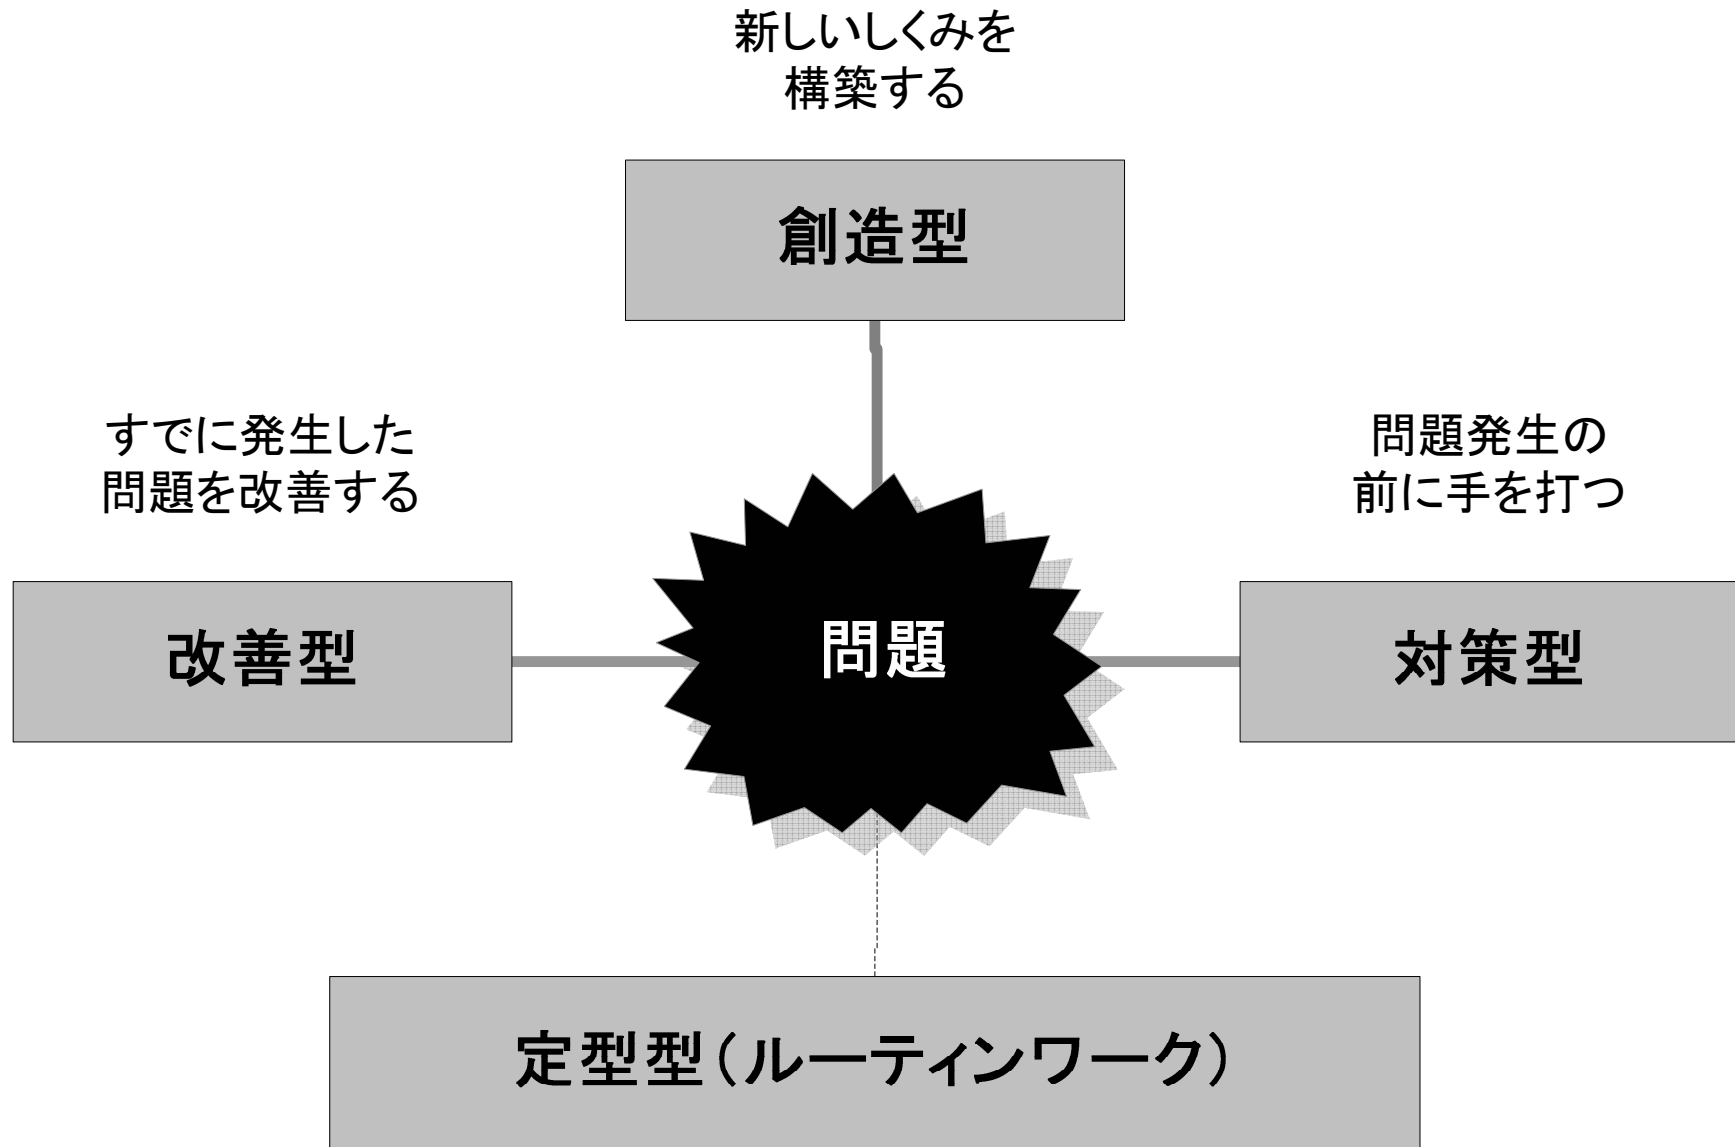 新しいしくみを
構築する
創造型
すでに発生した
問題を改善する
問題発生の
前に手を打つ
改善型
問題
対策型
定型型（ルーティンワーク）